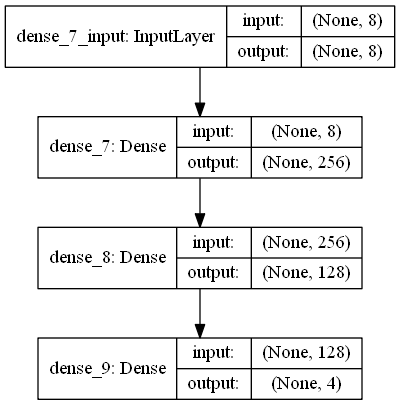 dense_7_input: InputLayer
input: (None, 8)
output: (None, 8)
dense_7: Dense
input: (None, 8)
output: (None, 256)
dense_8: Dense
input: (None, 256)
output: (None, 128)
dense_9: Dense
input: (None, 128)
output: (None, 4)